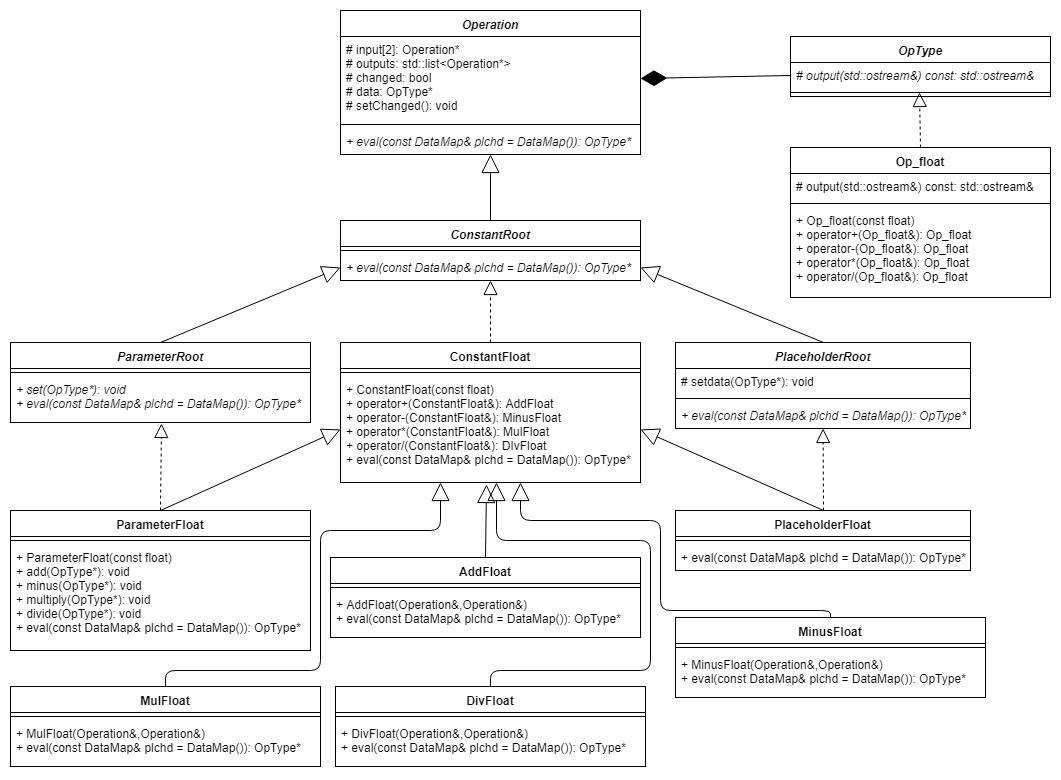 Operation
# input[2]: Operation*
# outputs: std::list<Operation*>
# changed: bool
# data: OpType*
# setChanged(): void
+ eval(const DataMap& plchd = DataMap()): OpType*
OpType
# output(std::ostream&) const: std::ostream&
Op_float
# output(std::ostream&) const: std::ostream&
+ Op_float(const float)
+ operator+(Op_float&): Op_float
+ operator-(Op_float&): Op_float
+ operator*(Op_float&): Op_float
+ operator/(Op_float&): Op_float
ConstantRoot
+ eval(const DataMap& plchd = DataMap()): OpType*
ParameterRoot
+ set(OpType*): void
+ eval(const DataMap& plchd = DataMap()): OpType*
ConstantFloat
+ ConstantFloat(const float)
+ operator+(ConstantFloat&): AddFloat
+ operator-(ConstantFloat&): MinusFloat
+ operator*(ConstantFloat&): MulFloat
+ operator/(ConstantFloat&): DIvFloat
+ eval(const DataMap& plchd = DataMap()): OpType*
PlaceholderRoot
# setdata(OpType*): void
+ eval(const DataMap& plchd = DataMap()): OpType*
ParameterFloat
+ ParameterFloat(const float)
+ add(OpType*): void
+ minus(OpType*): void
+ multiply(OpType*): void
+ divide(OpType*): void
+ eval(const DataMap& plchd = DataMap()): OpType*
AddFloat
+ AddFloat(Operation&,Operation&)
+ eval(const DataMap& plchd = DataMap()): OpType*
PlaceholderFloat
+ eval(const DataMap& plchd = DataMap()): OpType*
MinusFloat
+ MinusFloat(Operation&,Operation&)
+ eval(const DataMap& plchd = DataMap()): OpType*
MulFloat
+ MulFloat(Operation&,Operation&)
+ eval(const DataMap& plchd = DataMap()): OpType*
DivFloat
+ DivFloat(Operation&,Operation&)
+ eval(const DataMap& plchd = DataMap()): OpType*